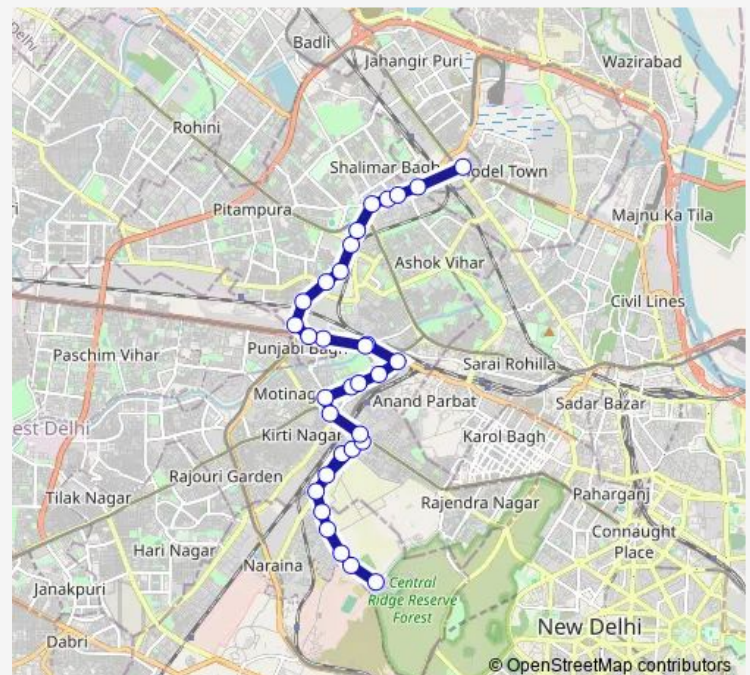 Badli
Jahangir Puri
Wazirabad
Delhi
Rohini
Shalimar Bagh
odel Town
Pitampura
Majnu Ka Tila
Ashok Vihar
Civil Lines
Paschim Vihar
Punjabi Bagh
Sarai Rohilla
Motinag
Anand Parbat
Sadar Bazar
est Delhi
Kirti Nagar
Karol Bagh
Rajouri Garden
Tilak Nagar
Rajendra Nagar
Paharganj
Connaught
Place
Hari Nagar
Naraina
Janakpuri
Central
Ridge Reserve
Forest
Dabri
New Delhi
© OpenStreetMap contributors